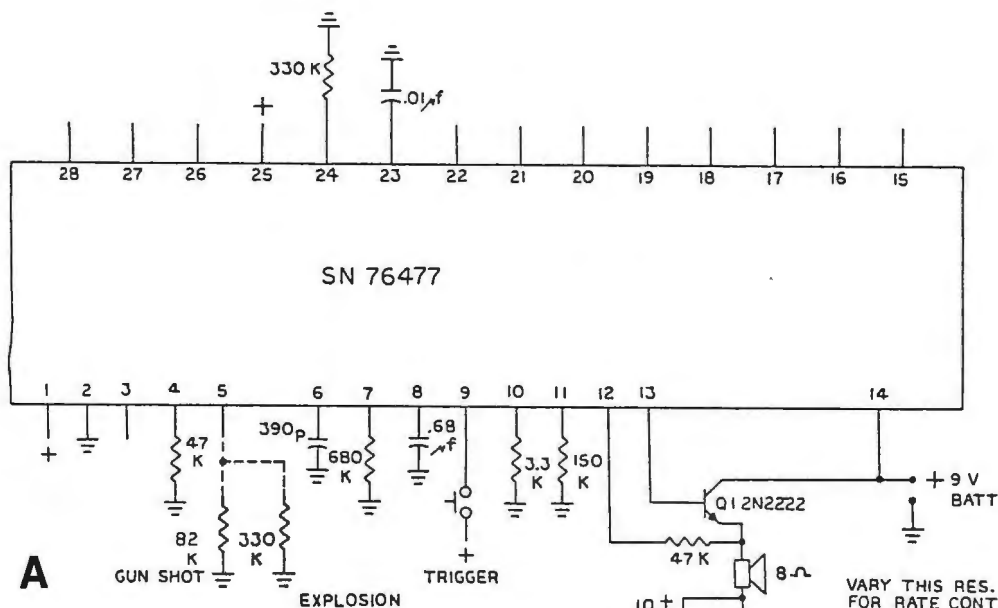 330 K
.01 μf
+
28 27 26 25 24 23 22 21 20 19 18 17 16 15
SN 76477
1 2 3 4 5 6 7 8 9 10 11 12 13 14
+
47 K
390 p
680 K
.68 μf
3.3 K
150 K
Q1 2N2222
+ 9 V BATT
82 K
330 K
+
47 K
8-Ω
A
GUN SHOT
TRIGGER
EXPLOSION
10 +
VARY THIS RES.
FOR RATE CONT